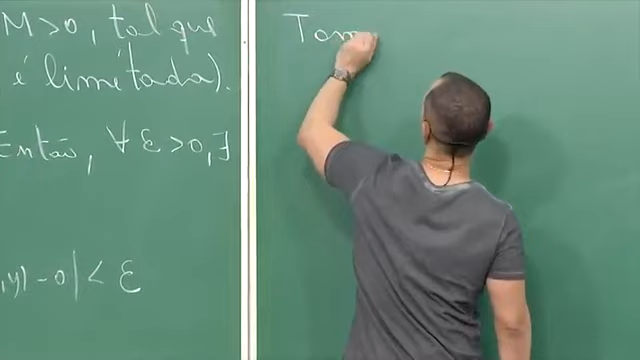 M > 0, tal que
é limitada).
Então, ∀ ε > 0, ∃
,y) - 0| < ε
Tom